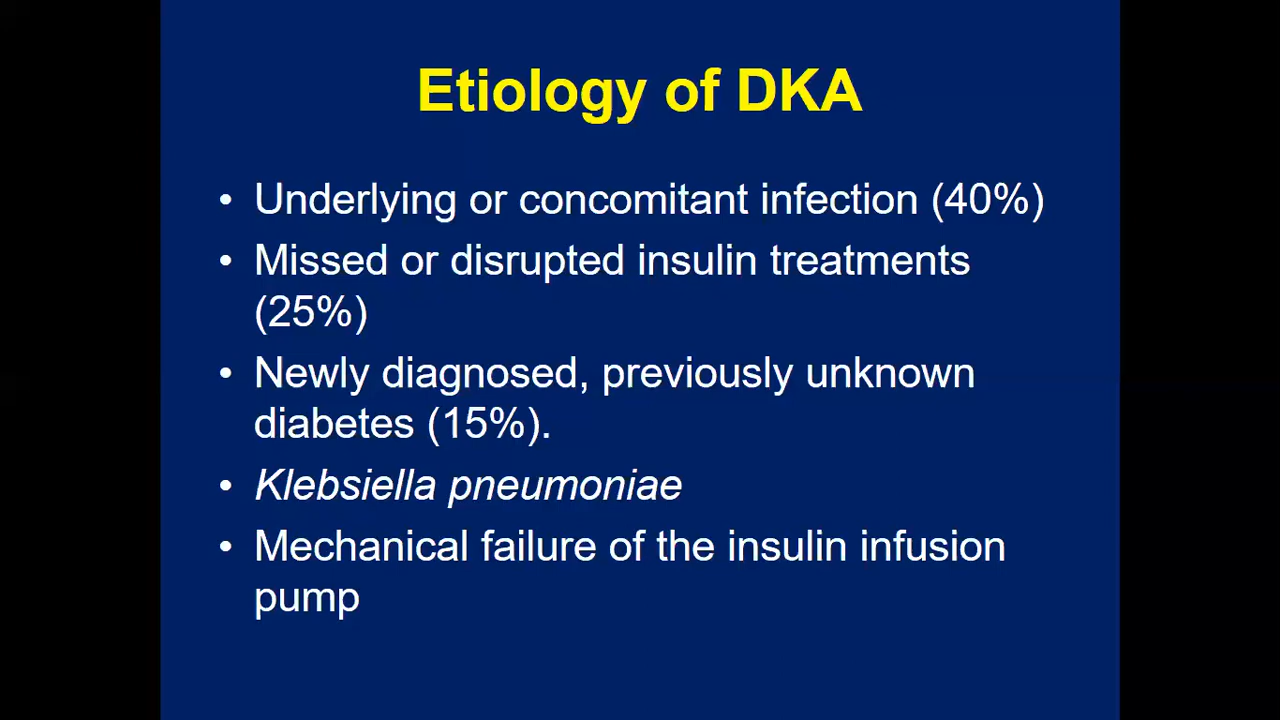 Etiology of DKA
• Underlying or concomitant infection (40%)
• Missed or disrupted insulin treatments
(25%)
• Newly diagnosed, previously unknown
diabetes (15%).
• Klebsiella pneumoniae
• Mechanical failure of the insulin infusion
pump